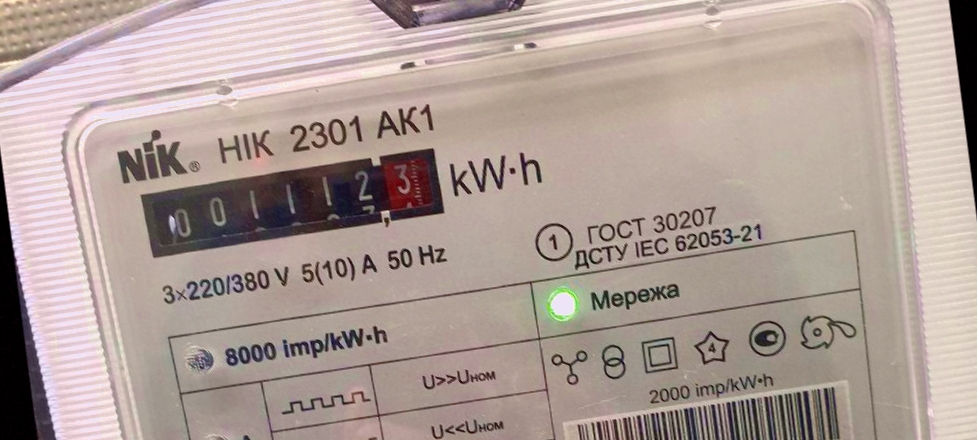 NiK® НІК 2301 АК1
0011123 kW·h
3×220/380 V 5(10) A 50 Hz
1 ГОСТ 30207
ДСТУ IEC 62053-21
8000 imp/kW·h
Мережа
U>>Uном
4
2000 imp/kW·h
U<<Uном